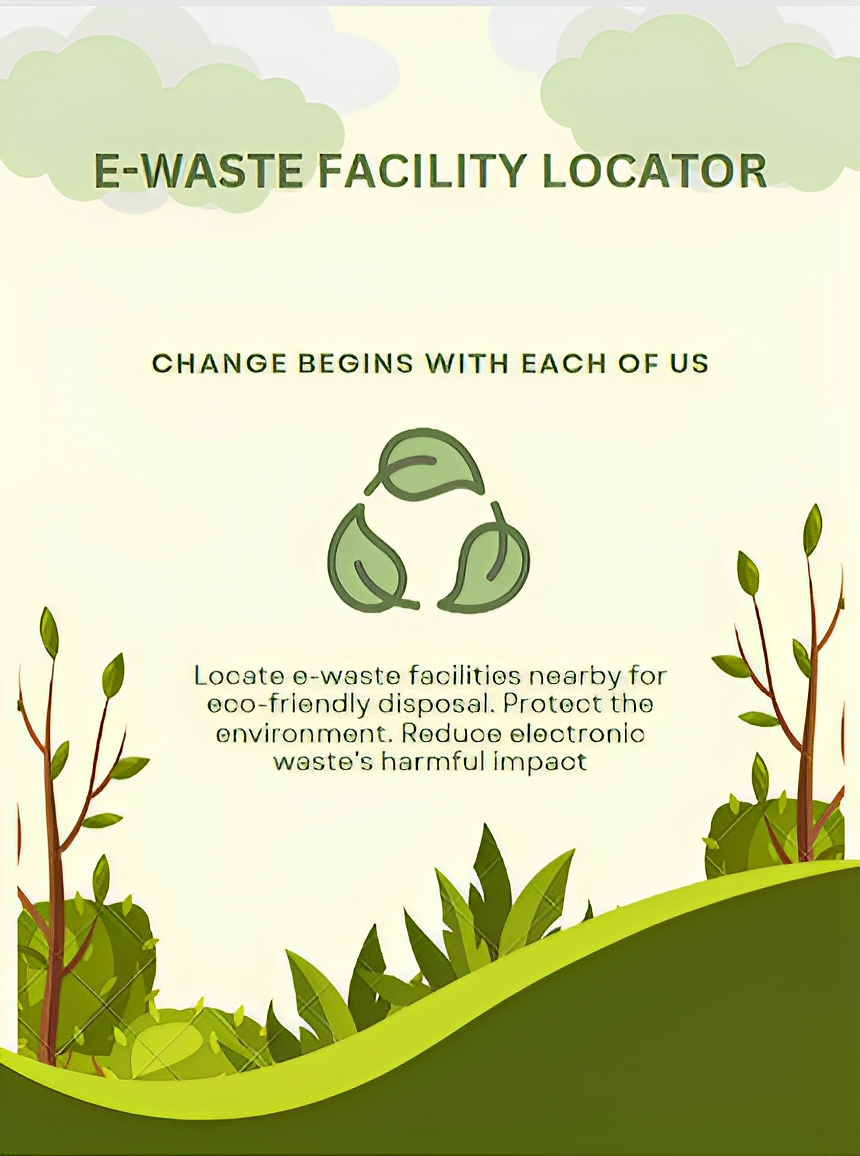 E-WASTE FACILITY LOCATOR
CHANGE BEGINS WITH EACH OF US
Locate e-waste facilities nearby for
eco-friendly disposal. Protect the
environment. Reduce electronic
waste's harmful impact